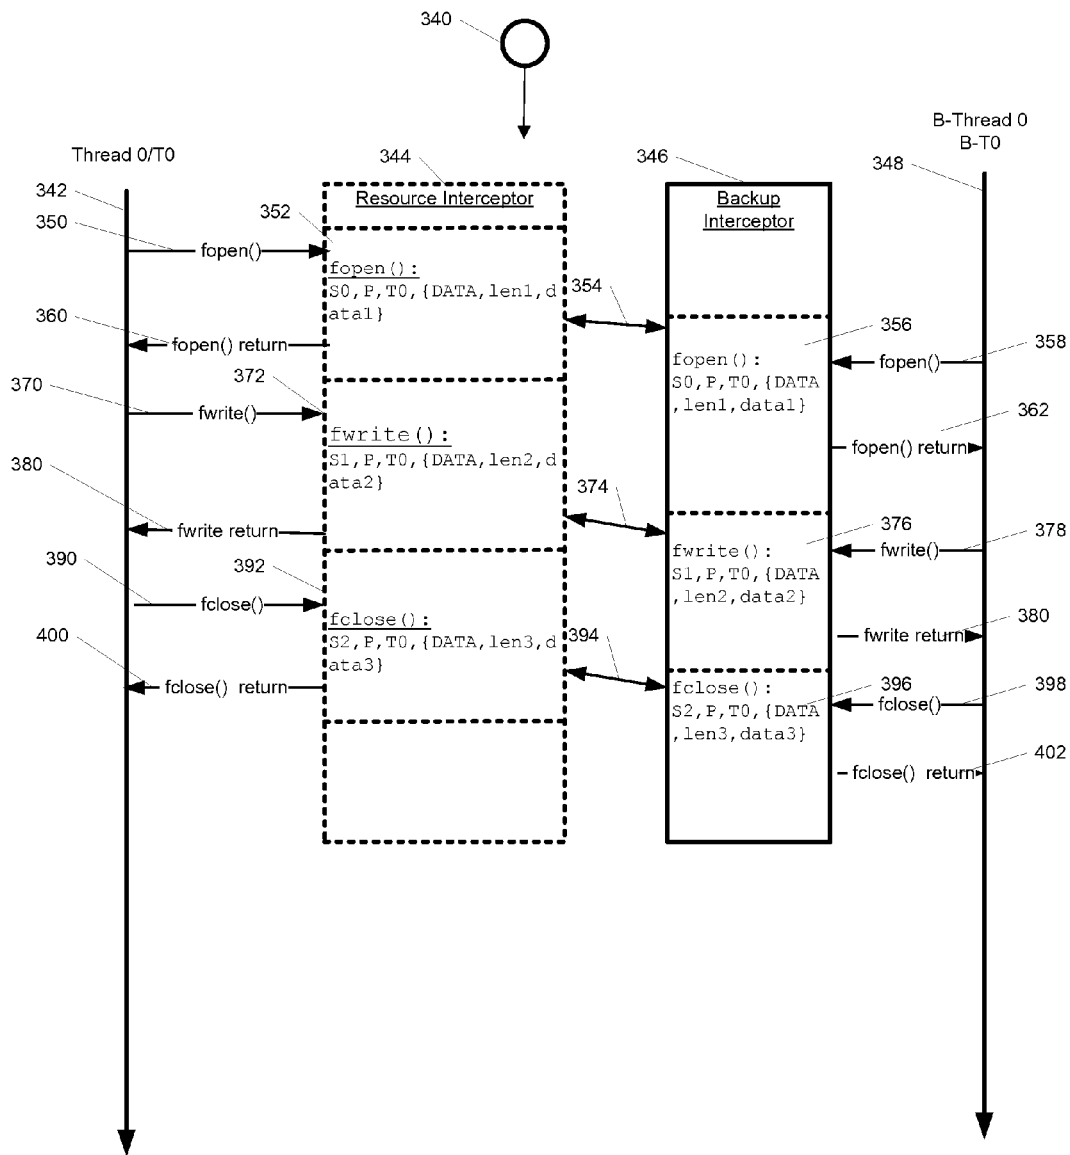 340
B-Thread 0
B-T0
Thread 0/T0
344
346
348
342
350
352
Resource Interceptor
Backup
Interceptor
fopen()
fopen():
S0,P,T0,{DATA,len1,d
ata1}
354
356
358
360
fopen() return
fopen():
S0,P,T0,{DATA
,len1,data1}
fopen()
370
372
362
fwrite()
fwrite():
S1,P,T0,{DATA,len2,d
ata2}
fopen() return
380
374
376
378
fwrite return
fwrite():
S1,P,T0,{DATA
,len2,data2}
fwrite()
390
392
fclose()
fclose():
S2,P,T0,{DATA,len3,d
ata3}
380
fwrite return
400
394
396
398
fclose() return
fclose():
S2,P,T0,{DATA
,len3,data3}
fclose()
402
fclose() return